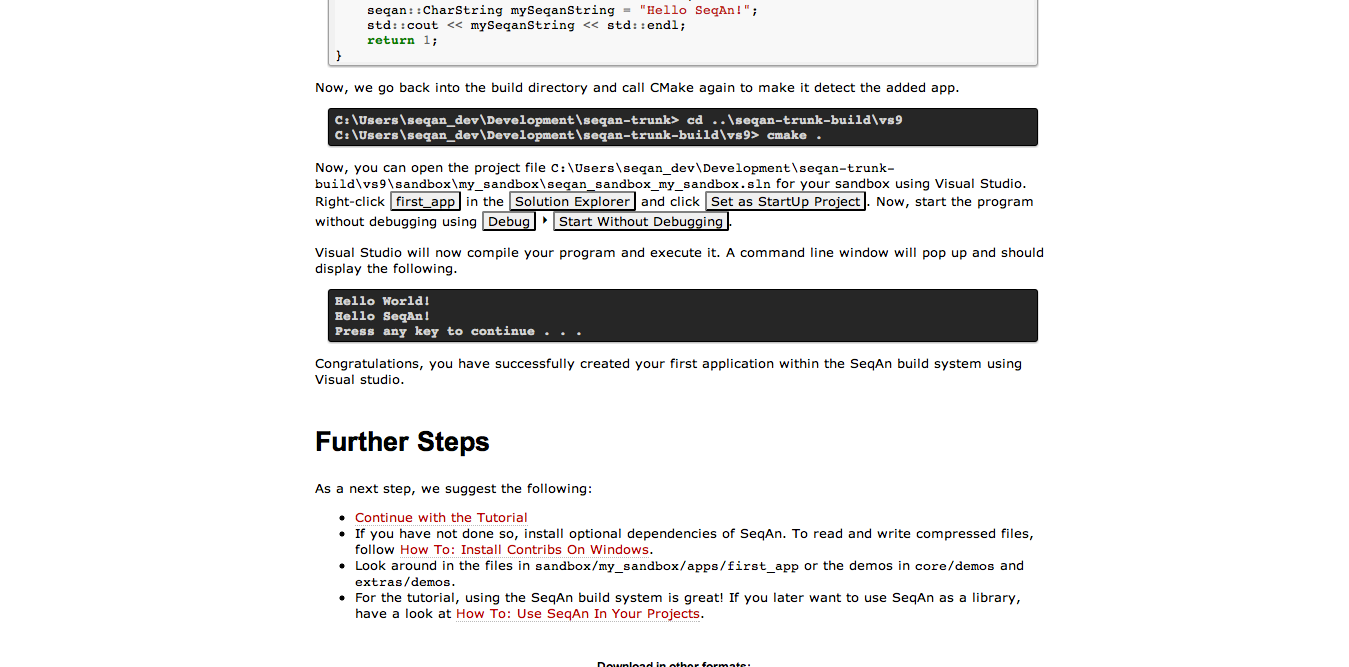 seqan::CharString mySeqanString = "Hello SeqAn!";
std::cout << mySeqanString << std::endl;
return 1;
}
Now, we go back into the build directory and call CMake again to make it detect the added app.
C:\Users\seqan_dev\Development\seqan-trunk> cd ..\seqan-trunk-build\vs9
C:\Users\seqan_dev\Development\seqan-trunk-build\vs9> cmake .
Now, you can open the project file C:\Users\seqan_dev\Development\seqan-trunk-
build\vs9\sandbox\my_sandbox\seqan_sandbox_my_sandbox.sln for your sandbox using Visual Studio.
Right-click first_app in the Solution Explorer and click Set as StartUp Project. Now, start the program
without debugging using Debug ‣ Start Without Debugging.
Visual Studio will now compile your program and execute it. A command line window will pop up and should
display the following.
Hello World!
Hello SeqAn!
Press any key to continue . . .
Congratulations, you have successfully created your first application within the SeqAn build system using
Visual studio.
Further Steps
As a next step, we suggest the following:
• Continue with the Tutorial
• If you have not done so, install optional dependencies of SeqAn. To read and write compressed files,
follow How To: Install Contribs On Windows.
• Look around in the files in sandbox/my_sandbox/apps/first_app or the demos in core/demos and
extras/demos.
• For the tutorial, using the SeqAn build system is great! If you later want to use SeqAn as a library,
have a look at How To: Use SeqAn In Your Projects.
Download in other formats: